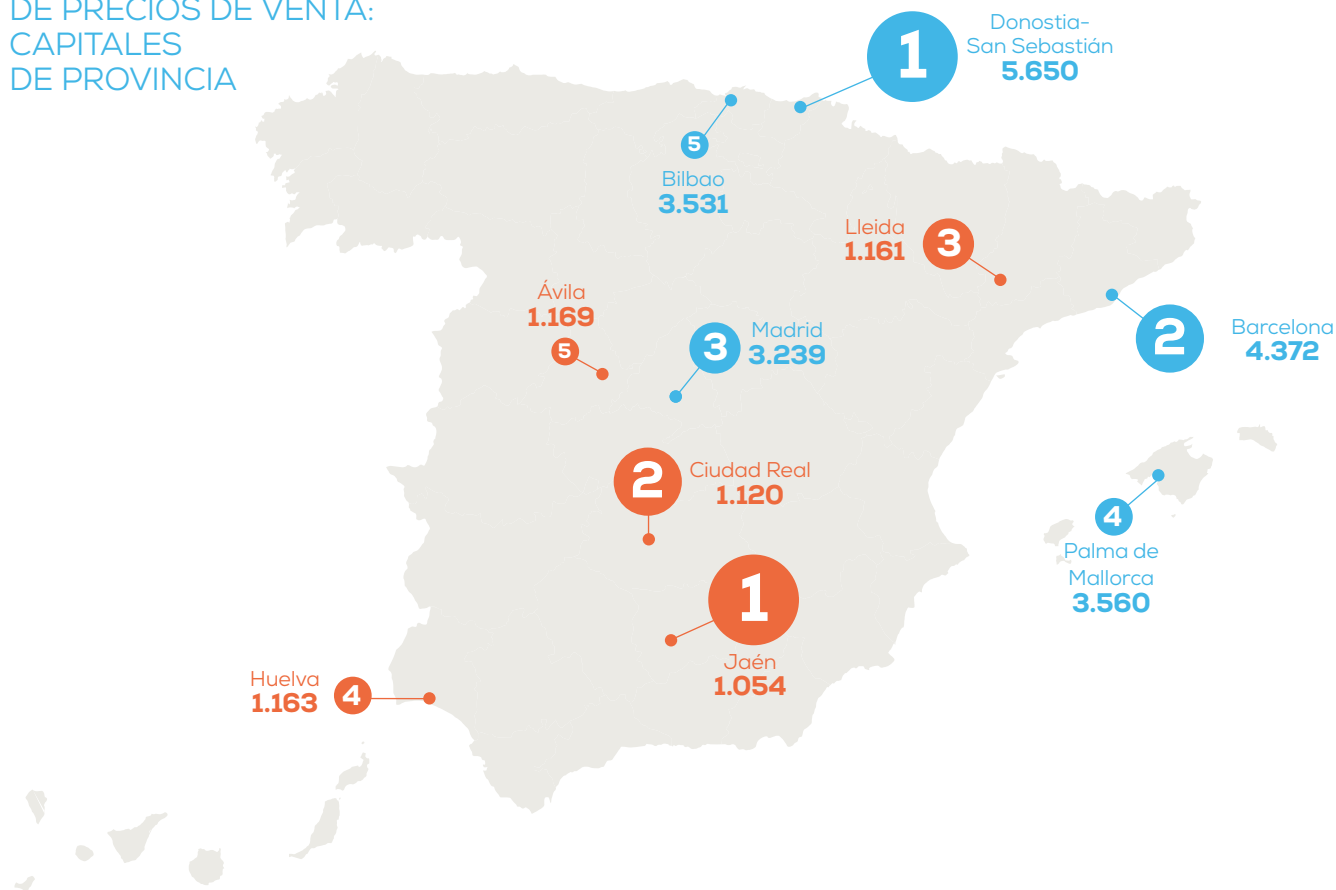 DE PRECIOS DE VENTA:
CAPITALES
DE PROVINCIA
1
Donostia-
San Sebastián
5.650
5
Bilbao
3.531
Lleida
1.161
3
Ávila
1.169
5
3
Madrid
3.239
2
Barcelona
4.372
2
Ciudad Real
1.120
4
Palma de
Mallorca
3.560
1
Jaén
1.054
Huelva
1.163
4